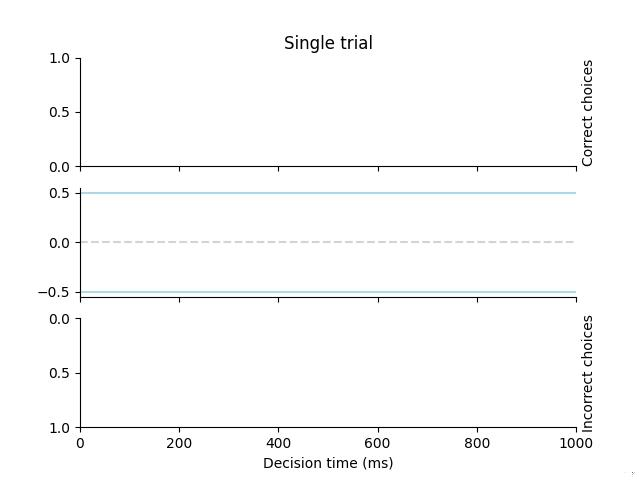 Single trial
1.0
0.5
0.0
Correct choices
0.5
0.0
−0.5
0.0
0.5
1.0
Incorrect choices
0 200 400 600 800 1000
Decision time (ms)